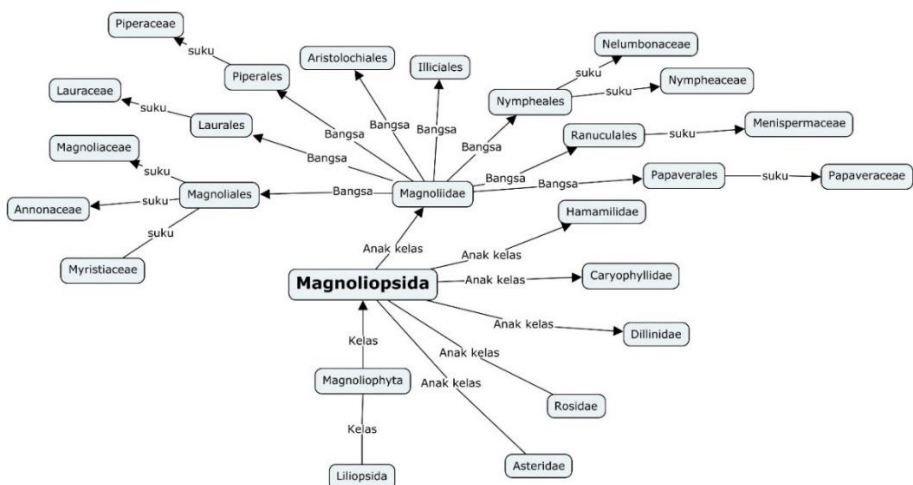 Piperaceae
suku
Piperales
Aristolochiales
Illiciales
Nelumbonaceae
suku
Nympheaceae
suku
Nympheales
Lauraceae
suku
Laurales
Bangsa
Bangsa
Bangsa
Bangsa
Bangsa
Ranuculales
suku
Menispermaceae
Magnoliaceae
suku
Bangsa
Magnoliales
Bangsa
Magnoliidae
Bangsa
Papaverales
suku
Papaveraceae
Annonaceae
suku
suku
Myristiaceae
Hamamilidae
Anak kelas
Anak kelas
Magnoliopsida
Anak kelas
Caryophyllidae
Anak kelas
Dillinidae
Kelas
Anak kelas
Magnoliophyta
Anak kelas
Rosidae
Kelas
Liliopsida
Asteridae